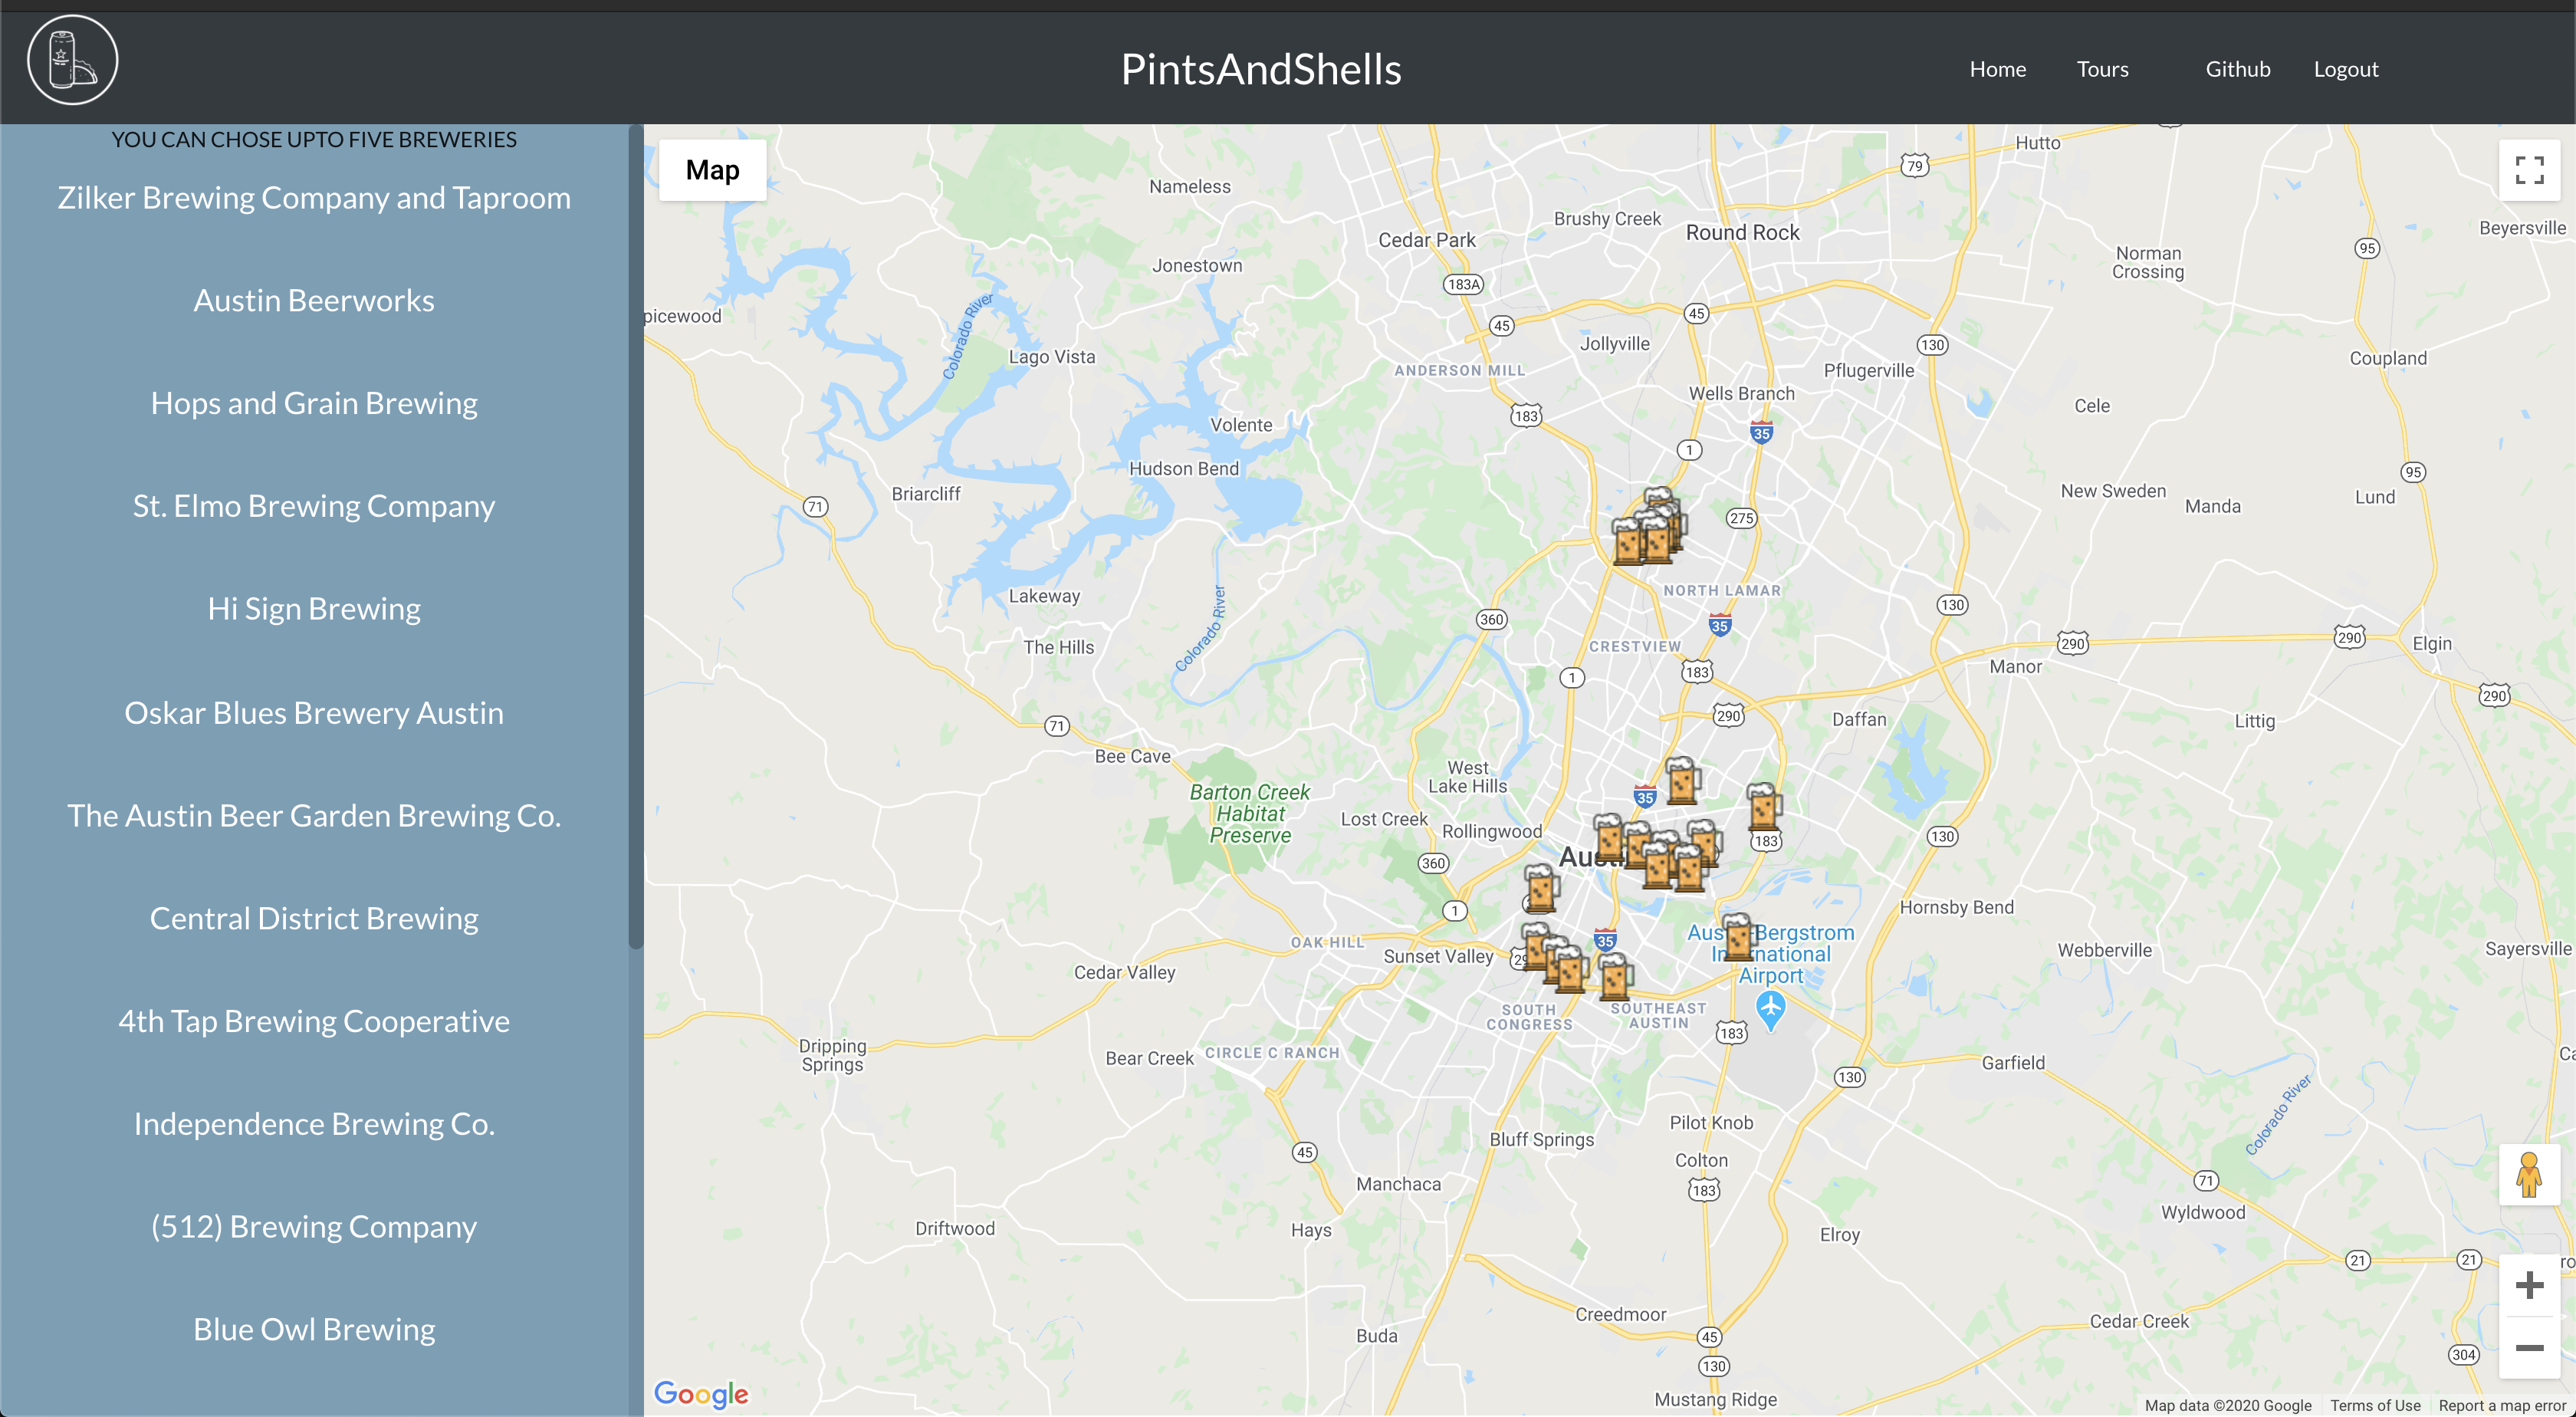 PintsAndShells
Home
Tours
Github
Logout
YOU CAN CHOSE UPTO FIVE BREWERIES
Zilker Brewing Company and Taproom
Austin Beerworks
Hops and Grain Brewing
St. Elmo Brewing Company
Hi Sign Brewing
Oskar Blues Brewery Austin
The Austin Beer Garden Brewing Co.
Central District Brewing
4th Tap Brewing Cooperative
Independence Brewing Co.
(512) Brewing Company
Blue Owl Brewing
Map
Hutto
79
Nameless
Brushy Creek
Round Rock
Beyersville
Cedar Park
95
Norman
Crossing
Jonestown
183A
picewood
Colorado River
45
45
Lago Vista
Jollyville
130
Coupland
ANDERSON MILL
Pflugerville
Wells Branch
Cele
183
Volente
35
1
Hudson Bend
95
Briarcliff
New Sweden
Lund
71
Manda
275
NORTH LAMAR
Lakeway
130
360
35
Colorado River
The Hills
CRESTVIEW
290
290
Elgin
Manor
183
1
290
71
290
Daffan
Littig
Bee Cave
West
Lake Hills
Barton Creek
Habitat
Preserve
35
Lost Creek
Rollingwood
130
183
360
1
Hornsby Bend
OAK HILL
35
Bergstrom
International
Airport
Sunset Valley
Webberville
Sayersville
Cedar Valley
SOUTH
CONGRESS
SOUTHEAST
AUSTIN
183
Dripping
Springs
Bear Creek
CIRCLE C RANCH
Garfield
130
Colorado River
Pilot Knob
Bluff Springs
45
Colton
Manchaca
183
71
Wyldwood
Driftwood
Hays
Elroy
21
21
Creedmoor
Cedar Creek
Buda
45
304
130
Mustang Ridge
Google
Map data ©2020 Google
Terms of Use
Report a map error